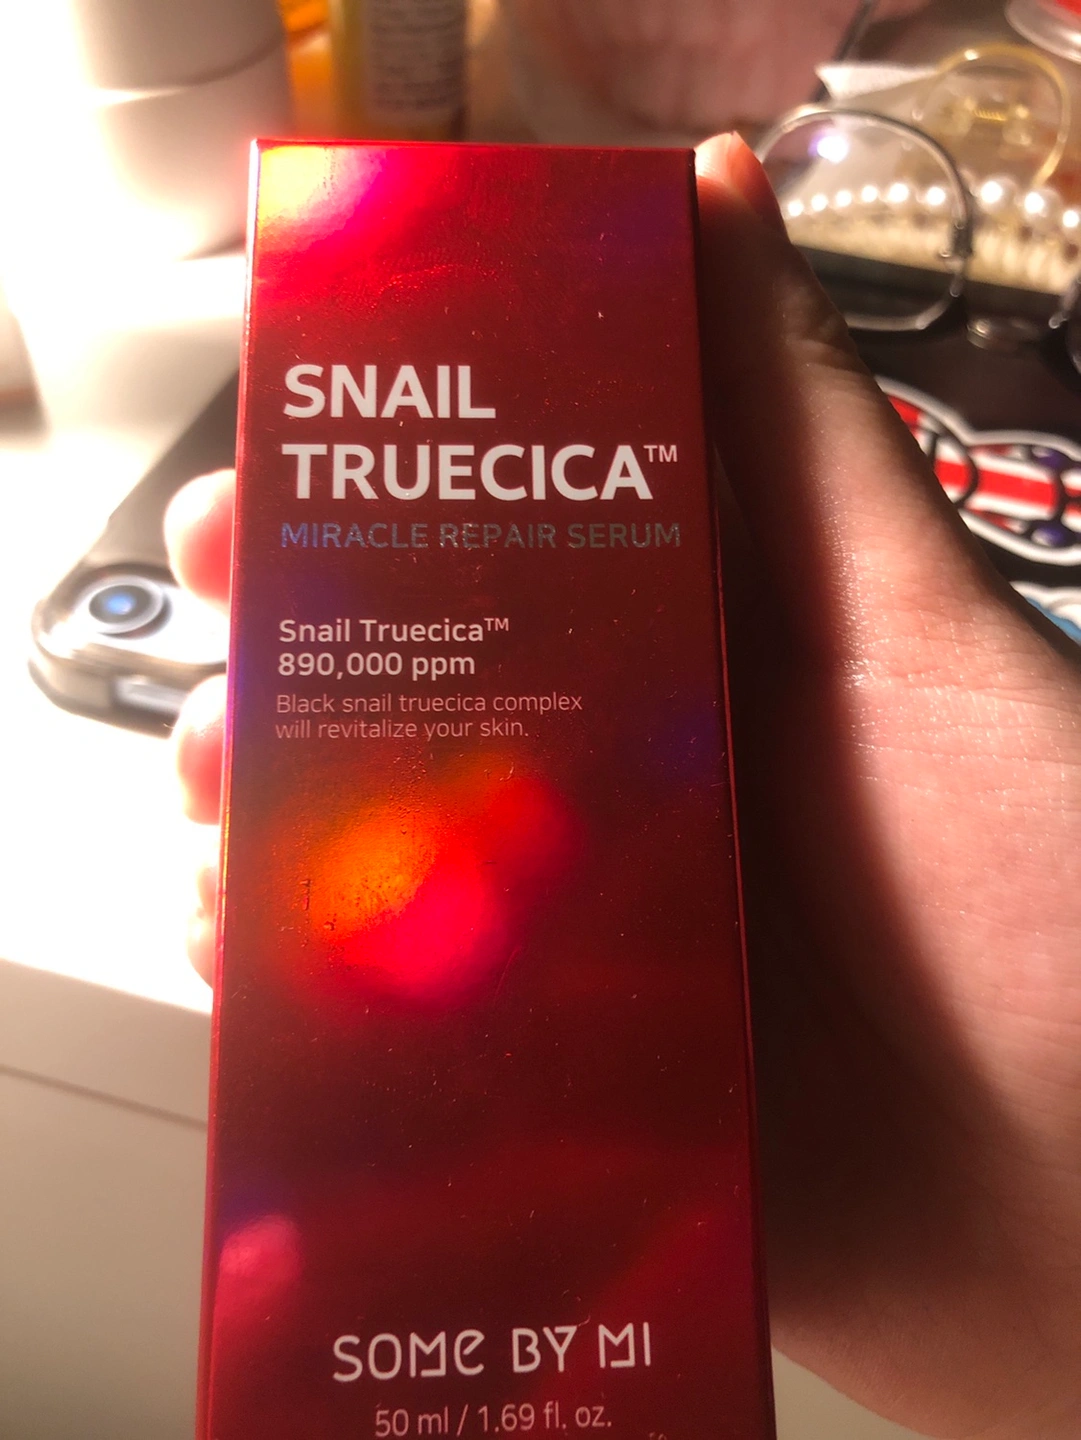 SNAIL
TRUECICA™
MIRACLE REPAIR SERUM
Snail Truecica™
890,000 ppm
Black snail truecica complex
will revitalize your skin.
SOME BY MI
50 ml / 1.69 fl. oz.